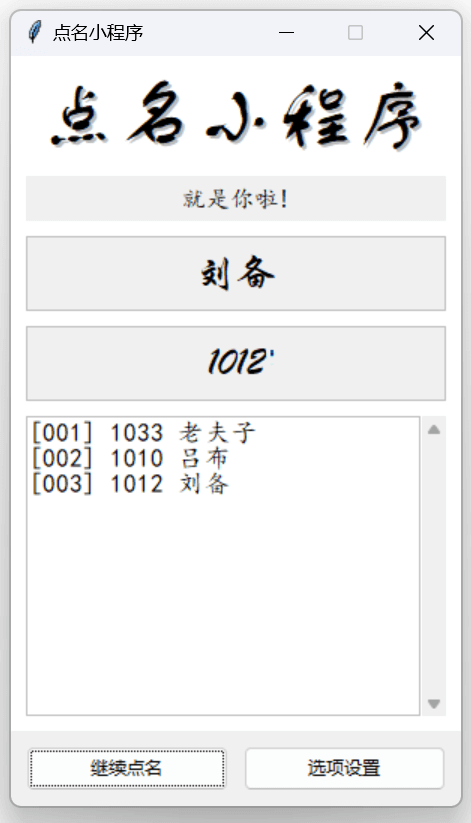 点名小程序
点名小程序
就是你啦!
刘备
1012
[001] 1033 老夫子
[002] 1010 吕布
[003] 1012 刘备
继续点名
选项设置